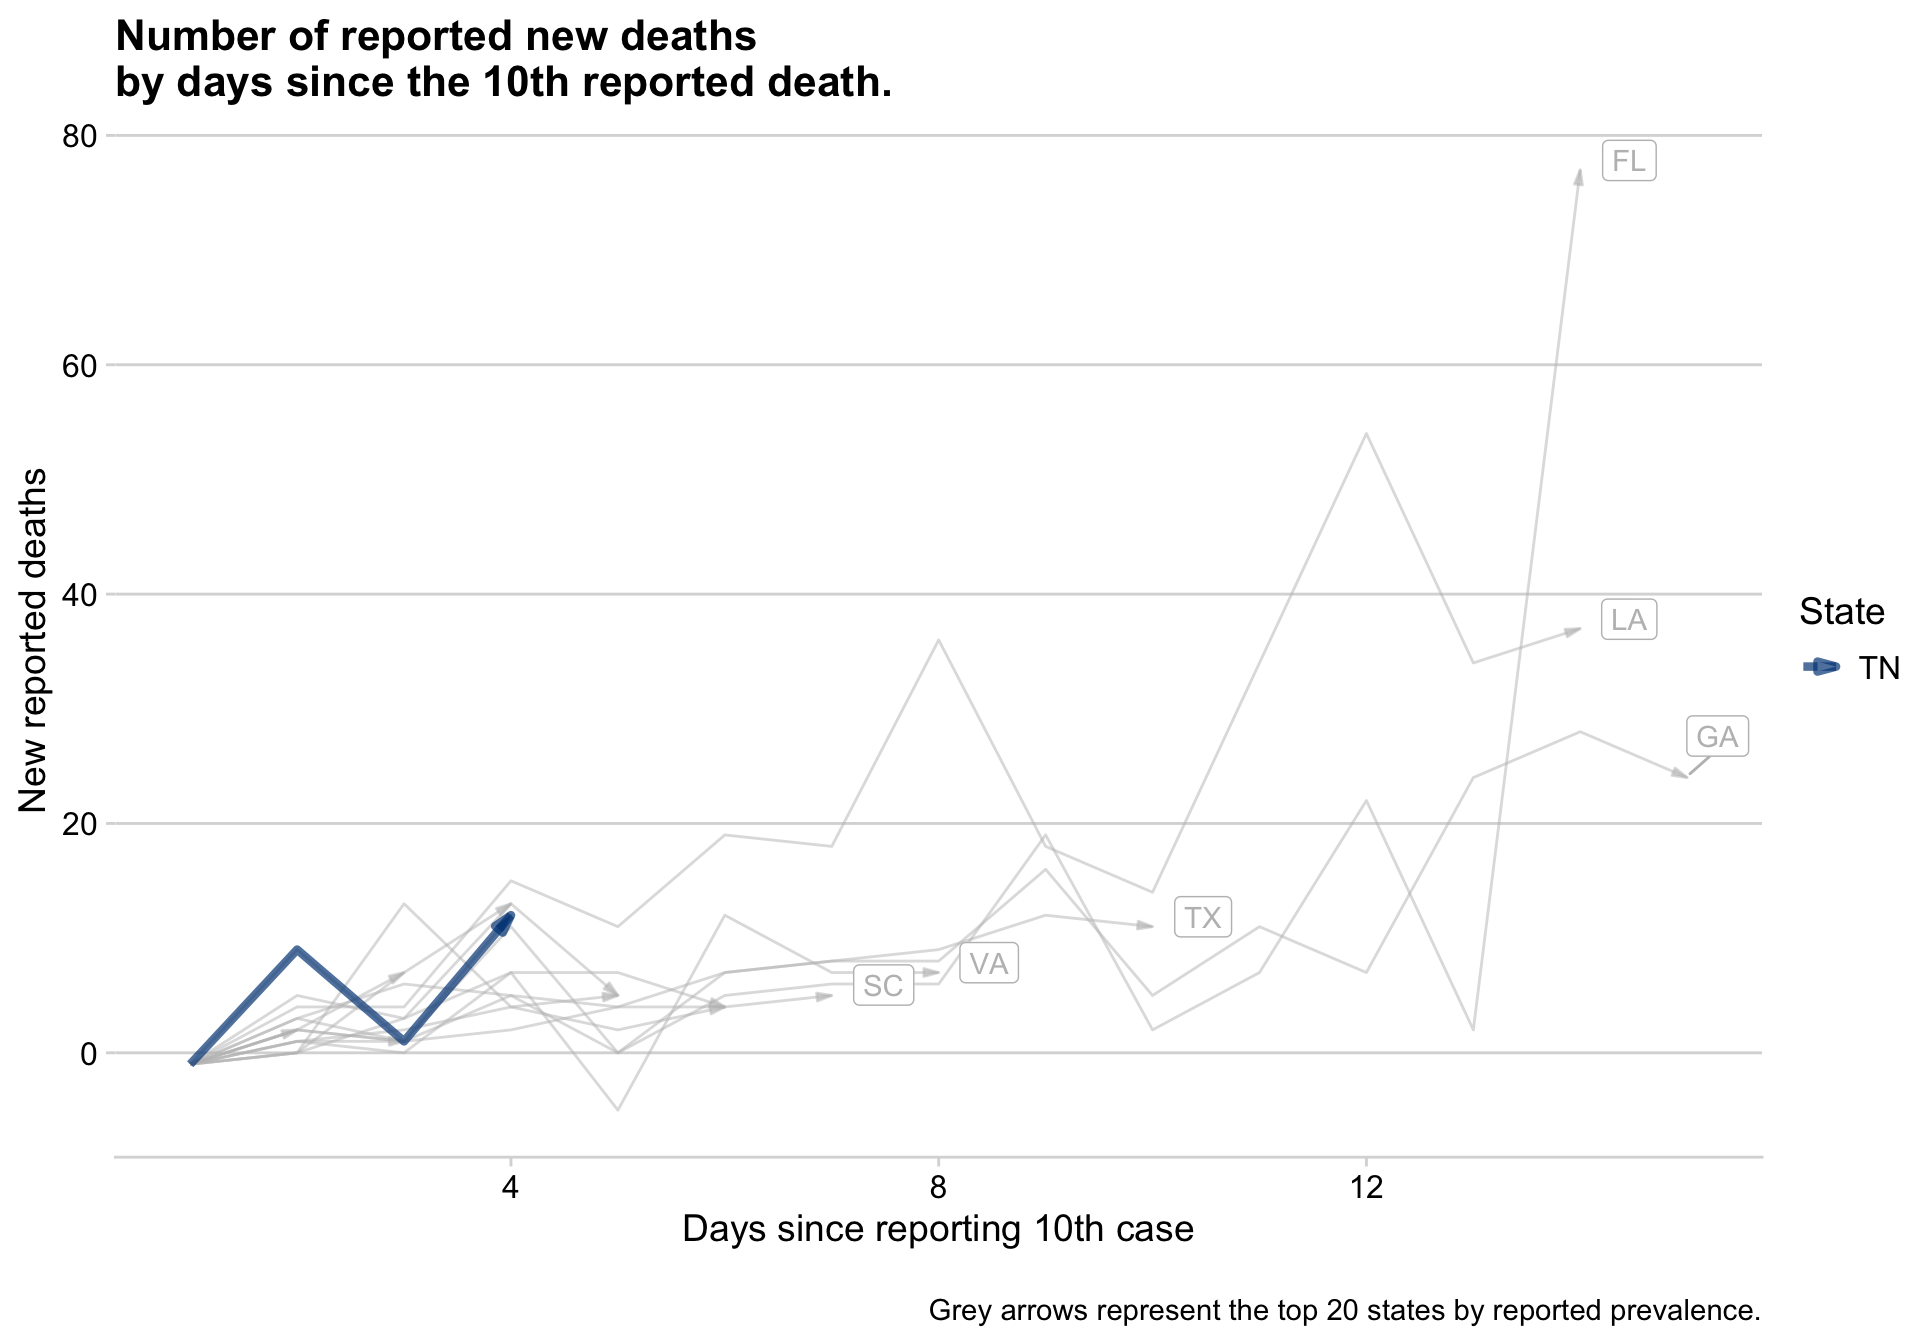 Number of reported new deaths
by days since the 10th reported death.
80
60
40
20
0
New reported deaths
FL
LA
GA
TX
VA
SC
4
8
12
Days since reporting 10th case
State
TN
Grey arrows represent the top 20 states by reported prevalence.